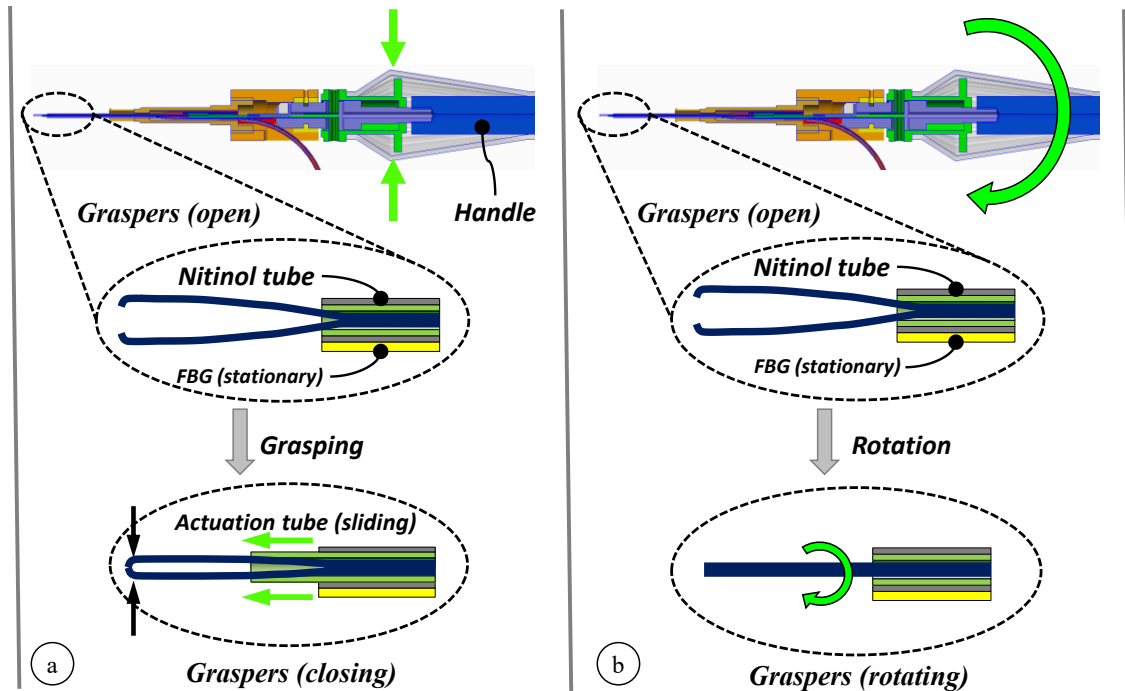 Graspers (open)
Handle
Nitinol tube
FBG (stationary)
Grasping
Actuation tube (sliding)
a
Graspers (closing)
Graspers (open)
Nitinol tube
FBG (stationary)
Rotation
b
Graspers (rotating)